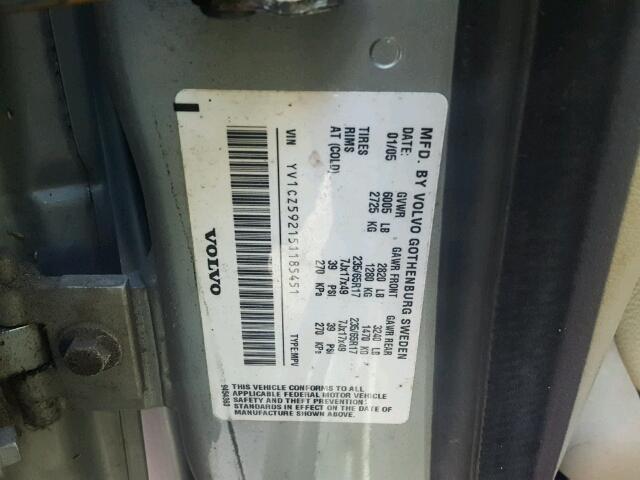 MFD. BY VOLVO GOTHENBURG SWEDEN
DATE: GVWR GAWR FRONT GAWR REAR
01/05 6005 LB 2820 LB 3240 LB
2725 KG 1280 KG 1470 KG
TIRES 235/65R17 235/65R17
RIMS 7Jx17x49 7Jx17x49
AT (COLD) 39 PSI 39 PSI
270 KPa 270 KPa
VIN YV1CZ592151185451 TYPE:MPV
VOLVO
THIS VEHICLE CONFORMS TO ALL
APPLICABLE FEDERAL MOTOR VEHICLE
SAFETY AND THEFT PREVENTION
STANDARDS IN EFFECT ON THE DATE OF
MANUFACTURE SHOWN ABOVE.